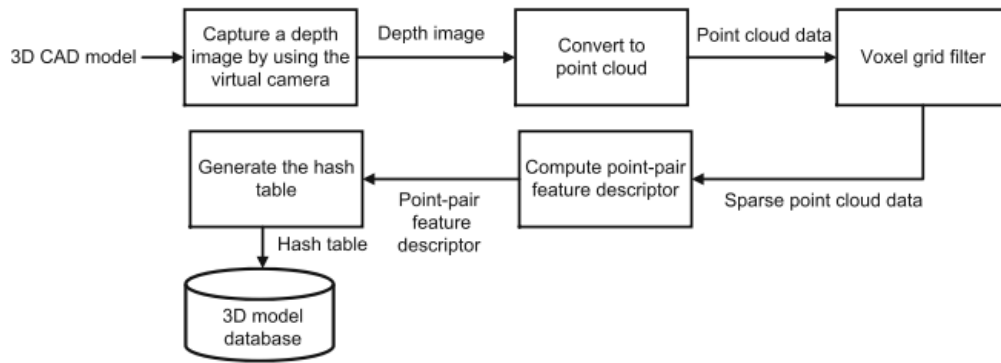 3D CAD model
Capture a depth
image by using the
virtual camera
Depth image
Convert to
point cloud
Point cloud data
Voxel grid filter
Sparse point cloud data
Compute point-pair
feature descriptor
Point-pair
feature
descriptor
Generate the hash
table
Hash table
3D model
database